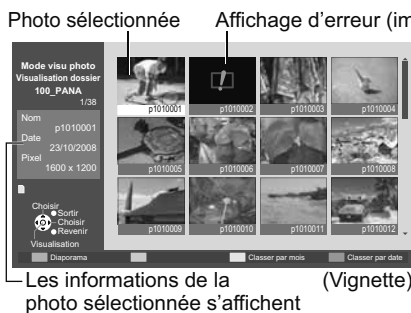 Photo sélectionnée
Affichage d’erreur (im
Mode visu photo
Visualisation dossier
100_PANA
1/38
Nom
p1010001
Date
23/10/2008
Pixel
1600 x 1200
Choisir
Sortir
Choisir
Revenir
Visualisation
p1010001
p1010002
p1010003
p1010004
p1010005
p1010006
p1010007
p1010008
p1010009
p1010010
p1010011
p1010012
Diaporama
Classer par mois
Classer par date
Les informations de la
photo sélectionnée s’affichent
(Vignette)